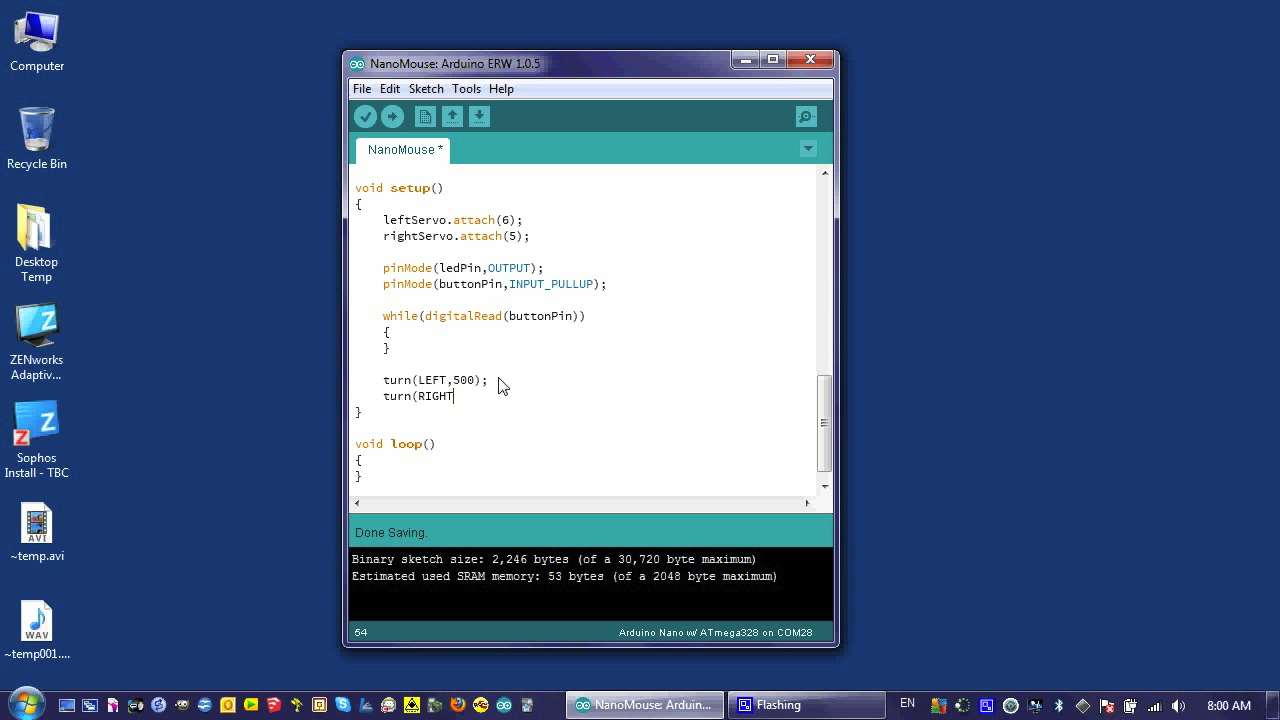 Computer
Recycle Bin
Desktop
Temp
ZENworks
Adaptiv...
Sophos
Install - TBC
AVI
~temp.avi
WAV
~temp001....
NanoMouse: Arduino ERW 1.0.5
File Edit Sketch Tools Help
NanoMouse *
void setup()
{
leftServo.attach(6);
rightServo.attach(5);
pinMode(ledPin,OUTPUT);
pinMode(buttonPin,INPUT_PULLUP);
while(digitalRead(buttonPin))
{
}
turn(LEFT,500);
turn(RIGHT
}
void loop()
{
}
Done Saving.
Binary sketch size: 2,246 bytes (of a 30,720 byte maximum)
Estimated used SRAM memory: 53 bytes (of a 2048 byte maximum)
54
Arduino Nano w/ ATmega328 on COM28
NanoMouse: Arduin...
Flashing
EN
8:00 AM